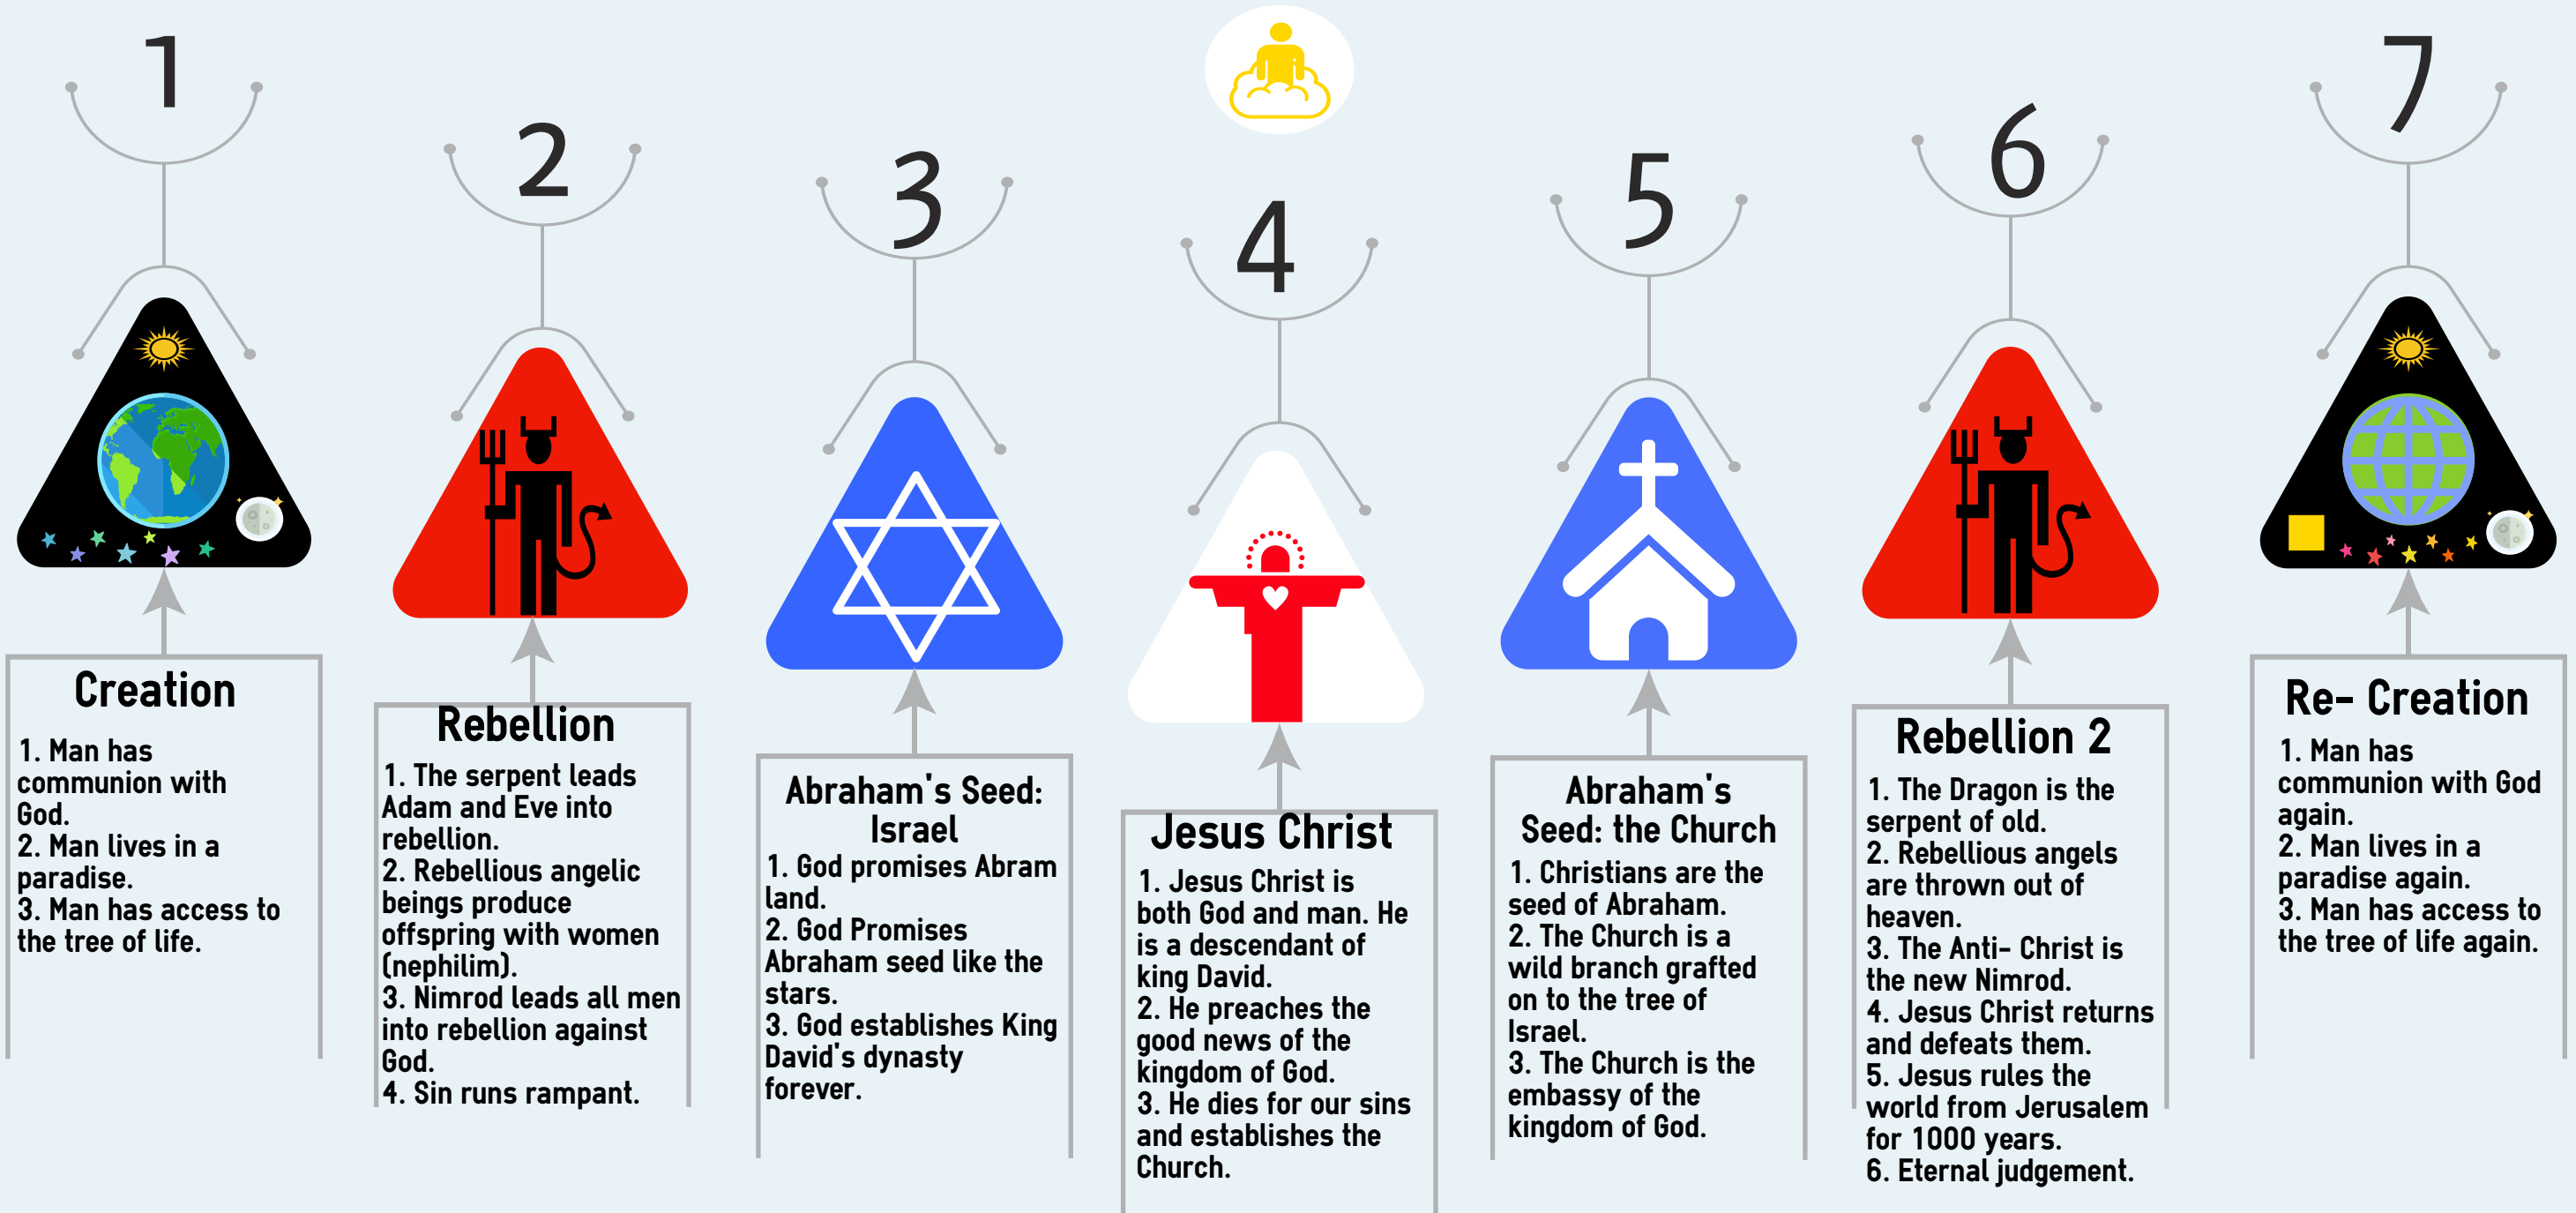 1
Creation
1. Man has
communion with
God.
2. Man lives in a
paradise.
3. Man has access to
the tree of life.
2
Rebellion
1. The serpent leads
Adam and Eve into
rebellion.
2. Rebellious angelic
beings produce
offspring with women
(nephilim).
3. Nimrod leads all men
into rebellion against
God.
4. Sin runs rampant.
3
Abraham's Seed:
Israel
1. God promises Abram
land.
2. God Promises
Abraham seed like the
stars.
3. God establishes King
David's dynasty
forever.
4
Jesus Christ
1. Jesus Christ is
both God and man. He
is a descendant of
king David.
2. He preaches the
good news of the
kingdom of God.
3. He dies for our sins
and establishes the
Church.
5
Abraham's
Seed: the Church
1. Christians are the
seed of Abraham.
2. The Church is a
wild branch grafted
on to the tree of
Israel.
3. The Church is the
embassy of the
kingdom of God.
6
Rebellion 2
1. The Dragon is the
serpent of old.
2. Rebellious angels
are thrown out of
heaven.
3. The Anti- Christ is
the new Nimrod.
4. Jesus Christ returns
and defeats them.
5. Jesus rules the
world from Jerusalem
for 1000 years.
6. Eternal judgement.
7
Re- Creation
1. Man has
communion with God
again.
2. Man lives in a
paradise again.
3. Man has access to
the tree of life again.